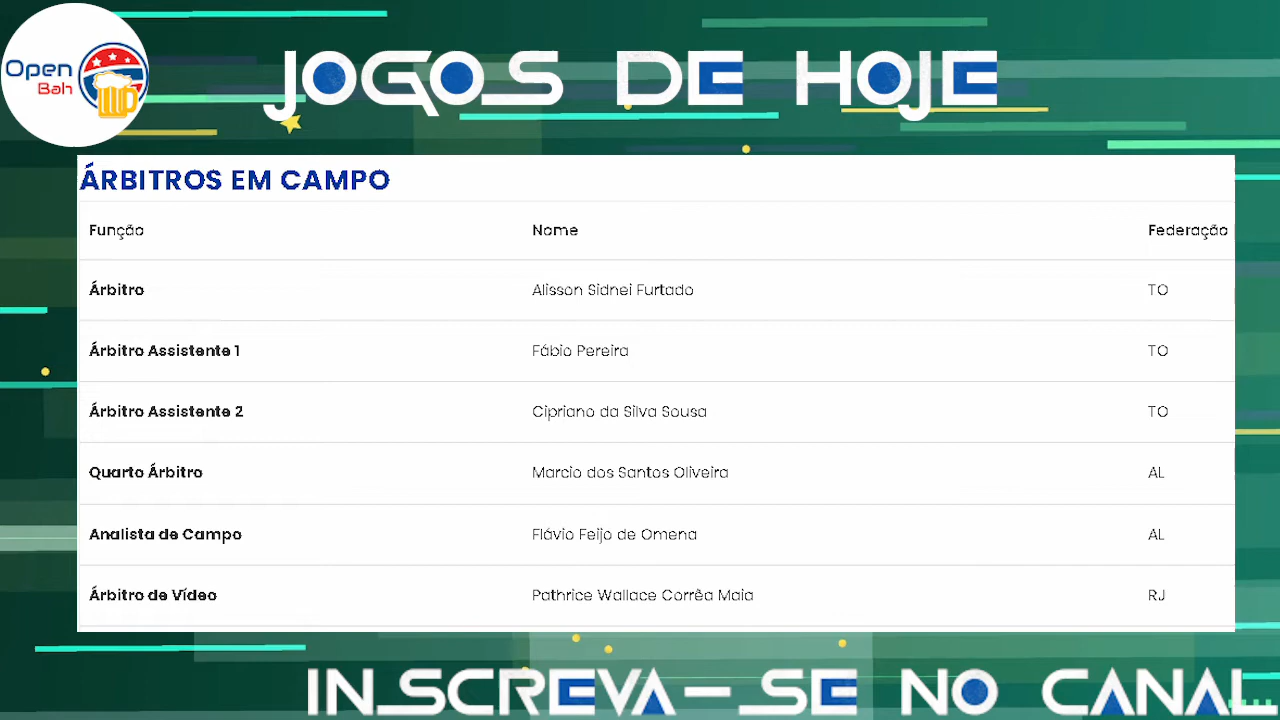 Open
Bah
JOGOS DE HOJE
ÁRBITROS EM CAMPO
Função Nome Federação
Árbitro Alisson Sidnei Furtado TO
Árbitro Assistente 1 Fábio Pereira TO
Árbitro Assistente 2 Cipriano da Silva Sousa TO
Quarto Árbitro Marcio dos Santos Oliveira AL
Analista de Campo Flávio Feijo de Omena AL
Árbitro de Vídeo Pathrice Wallace Corrêa Maia RJ
INSCREVA-SE NO CANAL